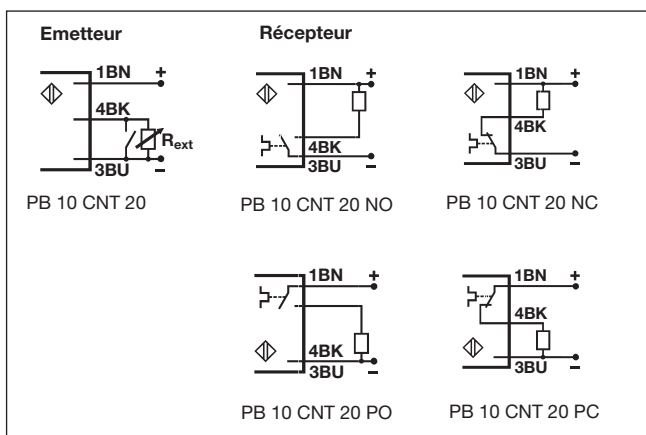 Emetteur
1BN +
4BK
Rext
3BU −
PB 10 CNT 20
Récepteur
1BN +
4BK
3BU −
PB 10 CNT 20 NO
1BN +
4BK
3BU −
PB 10 CNT 20 NC
1BN +
4BK
3BU −
PB 10 CNT 20 PO
1BN +
4BK
3BU −
PB 10 CNT 20 PC